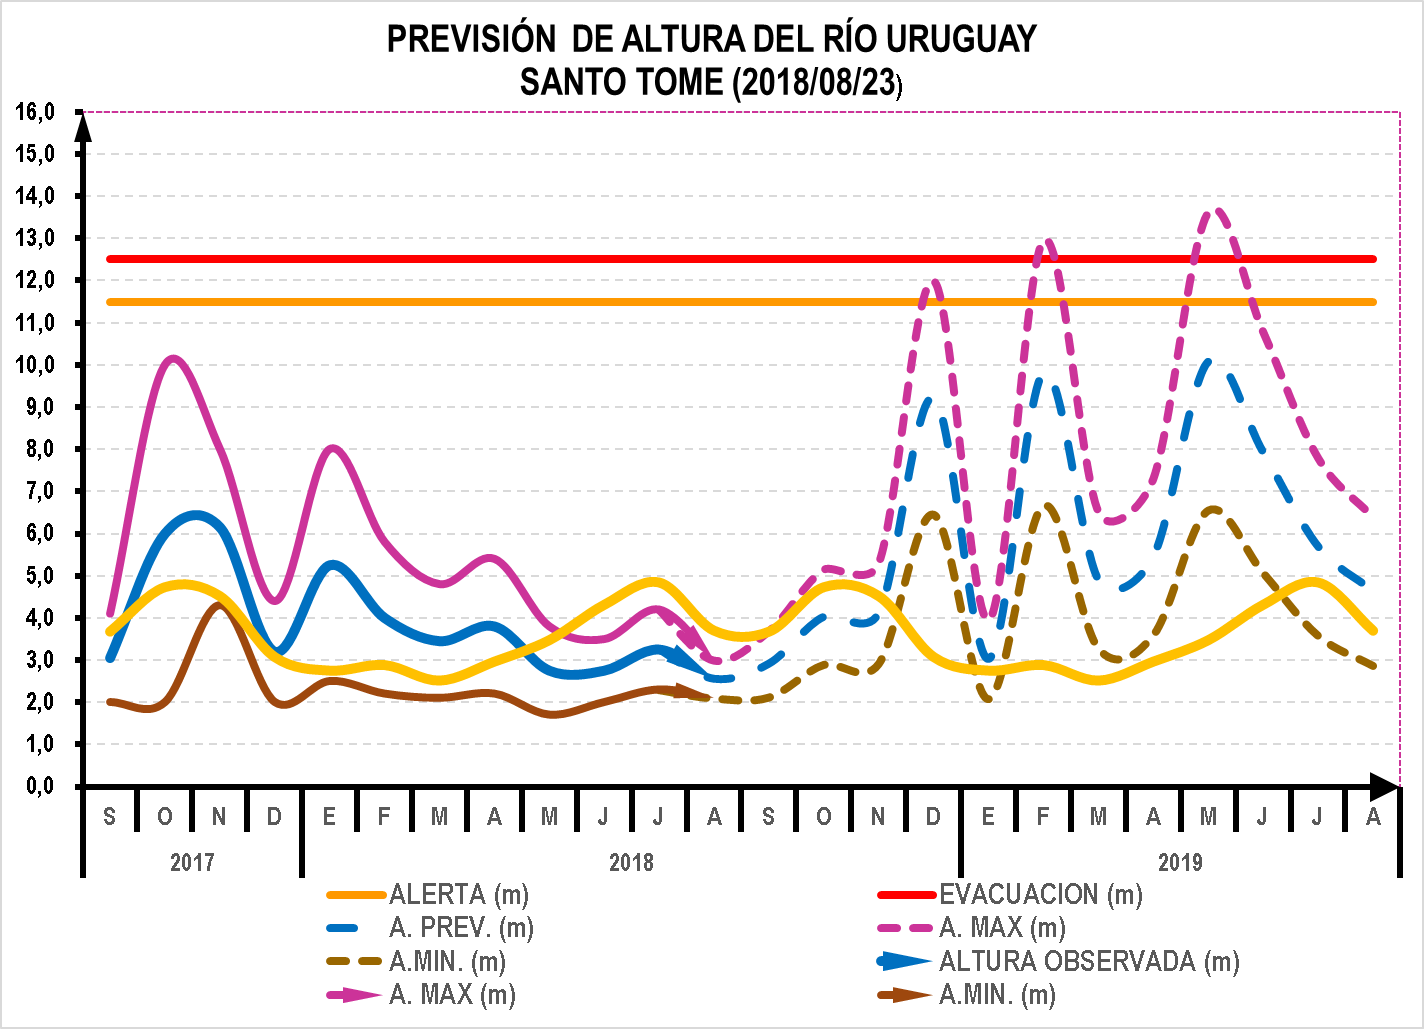 PREVISIÓN DE ALTURA DEL RÍO URUGUAY
SANTO TOME (2018/08/23)
16,0
15,0
14,0
13,0
12,0
11,0
10,0
9,0
8,0
7,0
6,0
5,0
4,0
3,0
2,0
1,0
0,0
S O N D E F M A M J J A S O N D E F M A M J J A
2017 2018 2019
ALERTA (m) EVACUACION (m)
A. PREV. (m) A. MAX (m)
A.MIN. (m) ALTURA OBSERVADA (m)
A. MAX (m) A.MIN. (m)